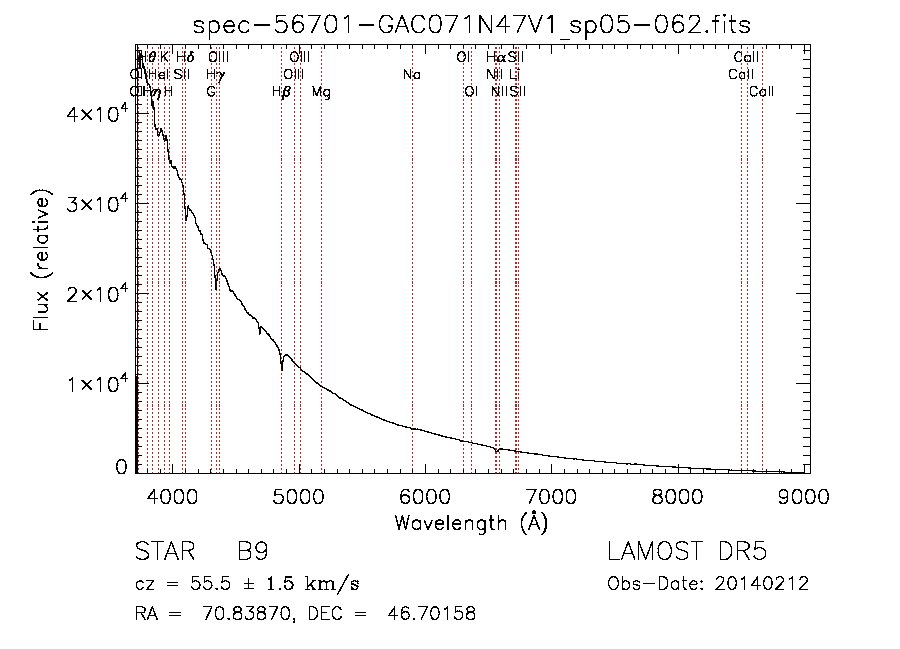 spec-56701-GAC071N47V1_sp05-062.fits
Hθ K Hδ OIII OIII OI Hα SII CaII
HeI SII Hγ OIII Na NII Li CaII
Hη H G Hβ Mg OI NII SII CaII
4×10⁴
3×10⁴
2×10⁴
1×10⁴
0
Flux (relative)
4000 5000 6000 7000 8000 9000
Wavelength (Å)
STAR B9
LAMOST DR5
cz = 55.5 ± 1.5 km/s
Obs-Date: 20140212
RA = 70.83870, DEC = 46.70158